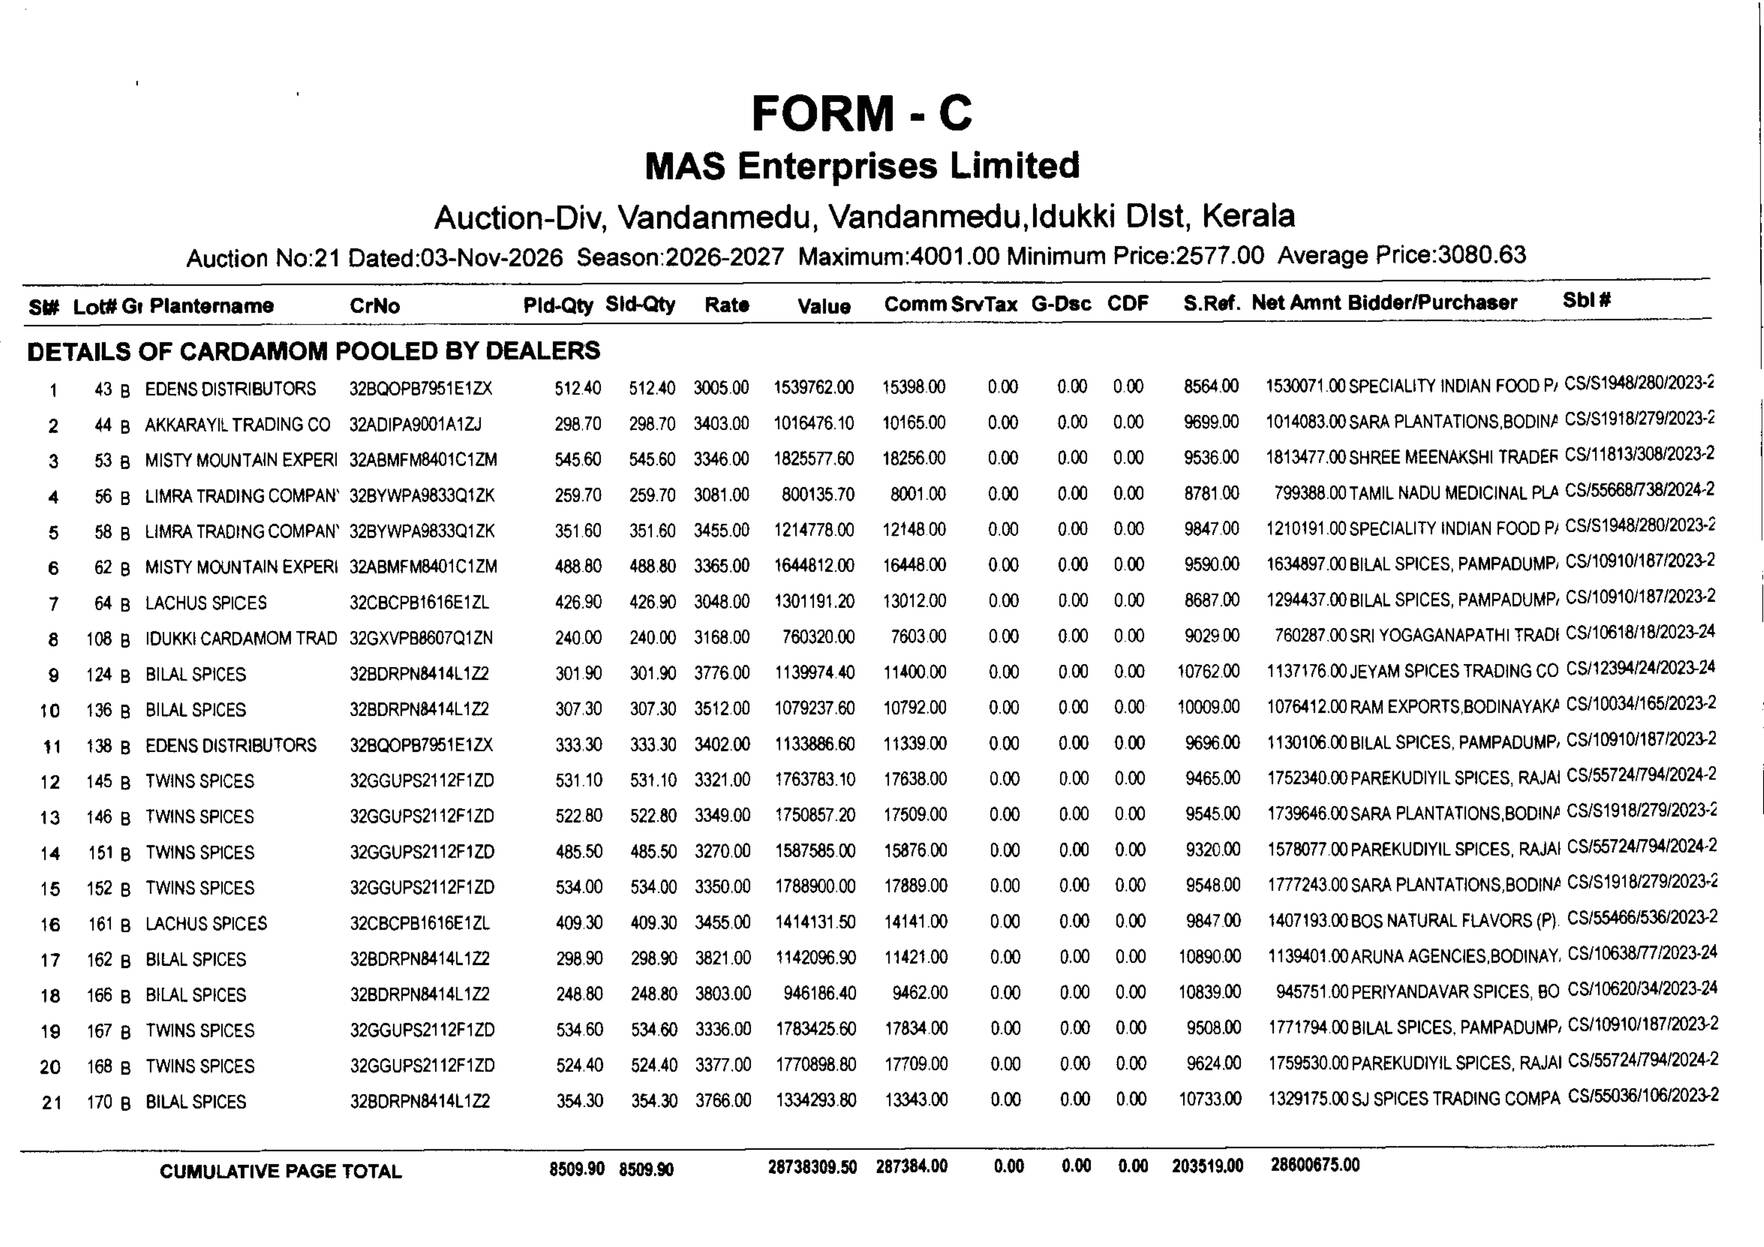 FORM - C
MAS Enterprises Limited
Auction-Div, Vandanmedu, Vandanmedu,Idukki DIst, Kerala
Auction No:21 Dated:03-Nov-2026 Season:2026-2027 Maximum:4001.00 Minimum Price:2577.00 Average Price:3080.63
Sl# Lot# Gr Plantername CrNo Pld-Qty Sld-Qty Rate Value Comm SrvTax G-Dsc CDF S.Ref. Net Amnt Bidder/Purchaser Sbl #
DETAILS OF CARDAMOM POOLED BY DEALERS
1 43 B EDENS DISTRIBUTORS 32BQOPB7951E1ZX 512.40 512.40 3005.00 1539762.00 15398.00 0.00 0.00 0.00 8564.00 1530071.00 SPECIALITY INDIAN FOOD P/ CS/S1948/280/2023-2
2 44 B AKKARAYIL TRADING CO 32ADIPA9001A1ZJ 298.70 298.70 3403.00 1016476.10 10165.00 0.00 0.00 0.00 9699.00 1014083.00 SARA PLANTATIONS,BODINA CS/S1918/279/2023-2
3 53 B MISTY MOUNTAIN EXPERI 32ABMFM8401C1ZM 545.60 545.60 3346.00 1825577.60 18256.00 0.00 0.00 0.00 9536.00 1813477.00 SHREE MEENAKSHI TRADER CS/11813/308/2023-2
4 56 B LIMRA TRADING COMPAN' 32BYWPA9833Q1ZK 259.70 259.70 3081.00 800135.70 8001.00 0.00 0.00 0.00 8781.00 799388.00 TAMIL NADU MEDICINAL PLA CS/55668/738/2024-2
5 58 B LIMRA TRADING COMPAN' 32BYWPA9833Q1ZK 351.60 351.60 3455.00 1214778.00 12148.00 0.00 0.00 0.00 9847.00 1210191.00 SPECIALITY INDIAN FOOD P/ CS/S1948/280/2023-2
6 62 B MISTY MOUNTAIN EXPERI 32ABMFM8401C1ZM 488.80 488.80 3365.00 1644812.00 16448.00 0.00 0.00 0.00 9590.00 1634897.00 BILAL SPICES, PAMPADUMP, CS/10910/187/2023-2
7 64 B LACHUS SPICES 32CBCPB1616E1ZL 426.90 426.90 3048.00 1301191.20 13012.00 0.00 0.00 0.00 8687.00 1294437.00 BILAL SPICES, PAMPADUMP, CS/10910/187/2023-2
8 108 B IDUKKI CARDAMOM TRAD 32GXVPB8607Q1ZN 240.00 240.00 3168.00 760320.00 7603.00 0.00 0.00 0.00 9029.00 760287.00 SRI YOGAGANAPATHI TRADI CS/10618/18/2023-24
9 124 B BILAL SPICES 32BDRPN8414L1Z2 301.90 301.90 3776.00 1139974.40 11400.00 0.00 0.00 0.00 10762.00 1137176.00 JEYAM SPICES TRADING CO CS/12394/24/2023-24
10 136 B BILAL SPICES 32BDRPN8414L1Z2 307.30 307.30 3512.00 1079237.60 10792.00 0.00 0.00 0.00 10009.00 1076412.00 RAM EXPORTS,BODINAYAKA CS/10034/165/2023-2
11 138 B EDENS DISTRIBUTORS 32BQOPB7951E1ZX 333.30 333.30 3402.00 1133886.60 11339.00 0.00 0.00 0.00 9696.00 1130106.00 BILAL SPICES, PAMPADUMP, CS/10910/187/2023-2
12 145 B TWINS SPICES 32GGUPS2112F1ZD 531.10 531.10 3321.00 1763783.10 17638.00 0.00 0.00 0.00 9465.00 1752340.00 PAREKUDIYIL SPICES, RAJAI CS/55724/794/2024-2
13 146 B TWINS SPICES 32GGUPS2112F1ZD 522.80 522.80 3349.00 1750857.20 17509.00 0.00 0.00 0.00 9545.00 1739646.00 SARA PLANTATIONS,BODINA CS/S1918/279/2023-2
14 151 B TWINS SPICES 32GGUPS2112F1ZD 485.50 485.50 3270.00 1587585.00 15876.00 0.00 0.00 0.00 9320.00 1578077.00 PAREKUDIYIL SPICES, RAJAI CS/55724/794/2024-2
15 152 B TWINS SPICES 32GGUPS2112F1ZD 534.00 534.00 3350.00 1788900.00 17889.00 0.00 0.00 0.00 9548.00 1777243.00 SARA PLANTATIONS,BODINA CS/S1918/279/2023-2
16 161 B LACHUS SPICES 32CBCPB1616E1ZL 409.30 409.30 3455.00 1414131.50 14141.00 0.00 0.00 0.00 9847.00 1407193.00 BOS NATURAL FLAVORS (P). CS/55466/536/2023-2
17 162 B BILAL SPICES 32BDRPN8414L1Z2 298.90 298.90 3821.00 1142096.90 11421.00 0.00 0.00 0.00 10890.00 1139401.00 ARUNA AGENCIES,BODINAY, CS/10638/77/2023-24
18 166 B BILAL SPICES 32BDRPN8414L1Z2 248.80 248.80 3803.00 946186.40 9462.00 0.00 0.00 0.00 10839.00 945751.00 PERIYANDAVAR SPICES, BO CS/10620/34/2023-24
19 167 B TWINS SPICES 32GGUPS2112F1ZD 534.60 534.60 3336.00 1783425.60 17834.00 0.00 0.00 0.00 9508.00 1771794.00 BILAL SPICES, PAMPADUMP, CS/10910/187/2023-2
20 168 B TWINS SPICES 32GGUPS2112F1ZD 524.40 524.40 3377.00 1770898.80 17709.00 0.00 0.00 0.00 9624.00 1759530.00 PAREKUDIYIL SPICES, RAJAI CS/55724/794/2024-2
21 170 B BILAL SPICES 32BDRPN8414L1Z2 354.30 354.30 3766.00 1334293.80 13343.00 0.00 0.00 0.00 10733.00 1329175.00 SJ SPICES TRADING COMPA CS/55036/106/2023-2
CUMULATIVE PAGE TOTAL 8509.90 8509.90 28738309.50 287384.00 0.00 0.00 0.00 203519.00 28600675.00